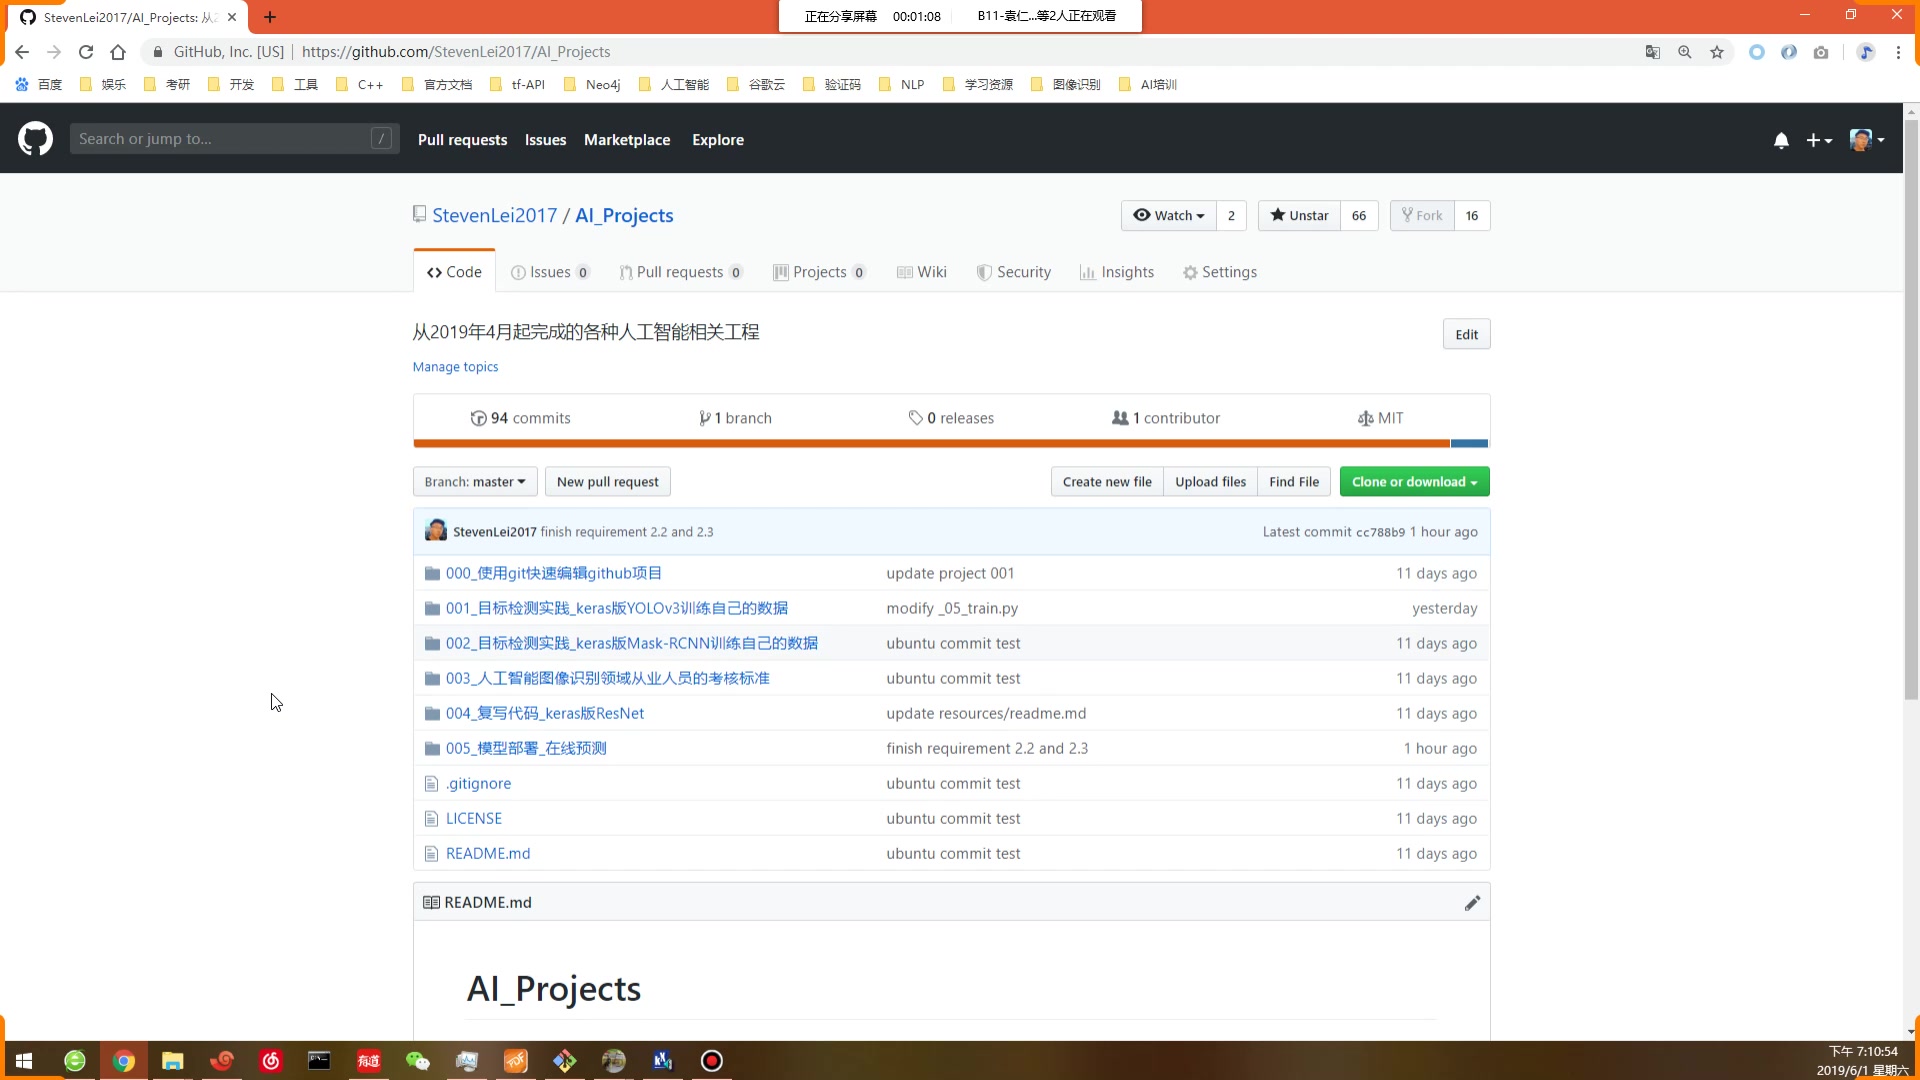 StevenLei2017/AI_Projects: 从2
正在分享屏幕 00:01:08 B11-袁仁...等2人正在观看
GitHub, Inc. [US] | https://github.com/StevenLei2017/AI_Projects
百度 娱乐 考研 开发 工具 C++ 官方文档 tf-API Neo4j 人工智能 谷歌云 验证码 NLP 学习资源 图像识别 AI培训
Search or jump to... / Pull requests Issues Marketplace Explore
StevenLei2017 / AI_Projects Watch 2 Unstar 66 Fork 16
Code Issues 0 Pull requests 0 Projects 0 Wiki Security Insights Settings
从2019年4月起完成的各种人工智能相关工程 Edit
Manage topics
94 commits 1 branch 0 releases 1 contributor MIT
Branch: master New pull request Create new file Upload files Find File Clone or download
StevenLei2017 finish requirement 2.2 and 2.3 Latest commit cc788b9 1 hour ago
000_使用git快速编辑github项目 update project 001 11 days ago
001_目标检测实践_keras版YOLOv3训练自己的数据 modify _05_train.py yesterday
002_目标检测实践_keras版Mask-RCNN训练自己的数据 ubuntu commit test 11 days ago
003_人工智能图像识别领域从业人员的考核标准 ubuntu commit test 11 days ago
004_复写代码_keras版ResNet update resources/readme.md 11 days ago
005_模型部署_在线预测 finish requirement 2.2 and 2.3 1 hour ago
.gitignore ubuntu commit test 11 days ago
LICENSE ubuntu commit test 11 days ago
README.md ubuntu commit test 11 days ago
README.md
AI_Projects
有道
下午 7:10:54
2019/6/1 星期六